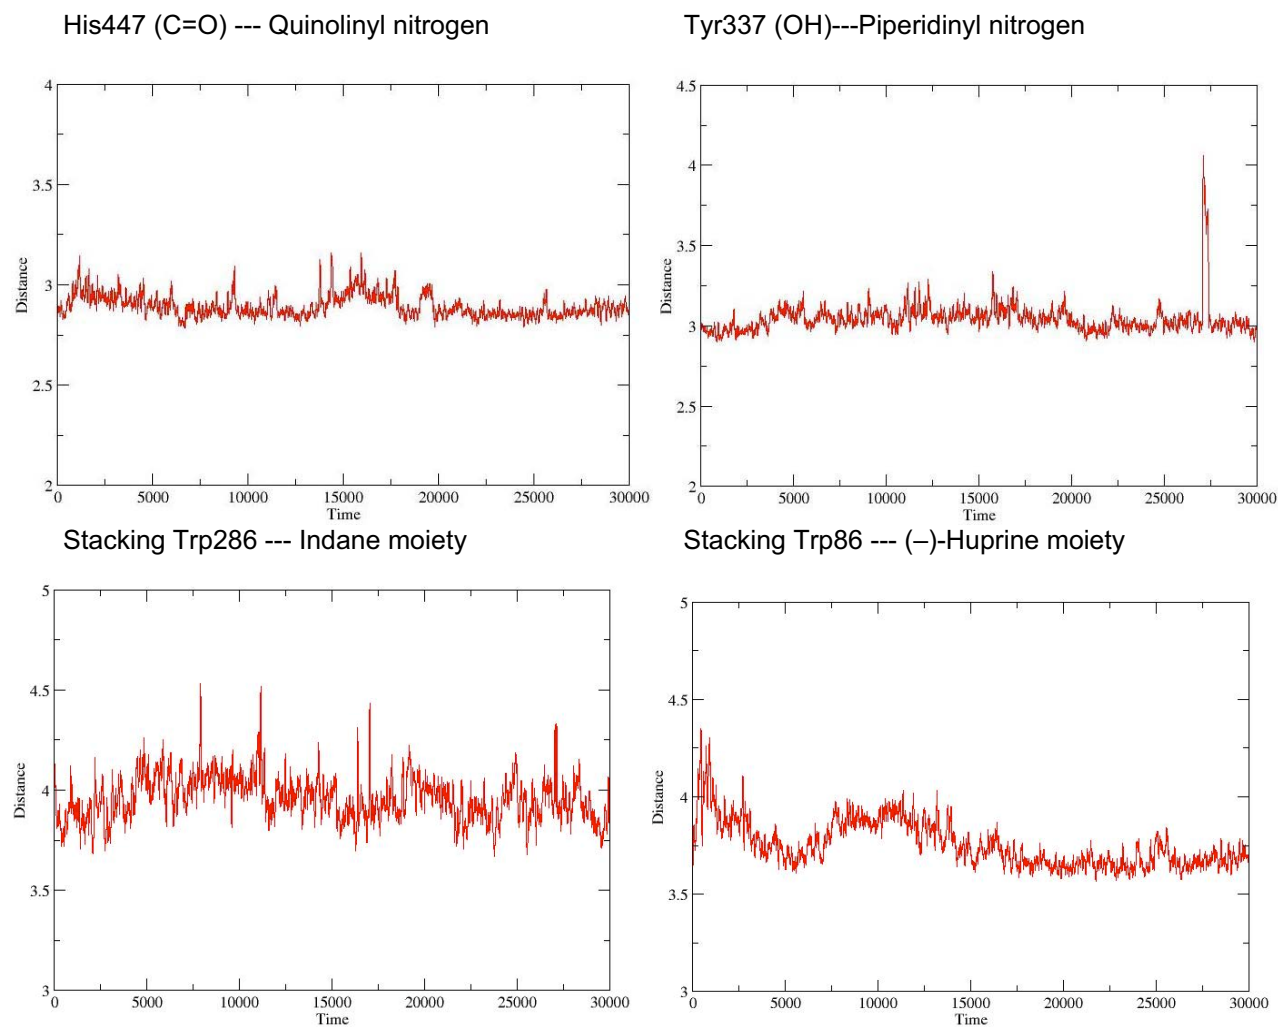 His447 (C=O) --- Quinolinyl nitrogen
Tyr337 (OH)---Piperidinyl nitrogen
4
3.5
3
2.5
2
Distance
0 5000 10000 15000 20000 25000 30000
Time
4.5
4
3.5
3
2.5
2
Distance
0 5000 10000 15000 20000 25000 30000
Time
Stacking Trp286 --- Indane moiety
Stacking Trp86 --- (–)-Huprine moiety
5
4.5
4
3.5
3
Distance
0 5000 10000 15000 20000 25000 30000
Time
5
4.5
4
3.5
3
Distance
0 5000 10000 15000 20000 25000 30000
Time